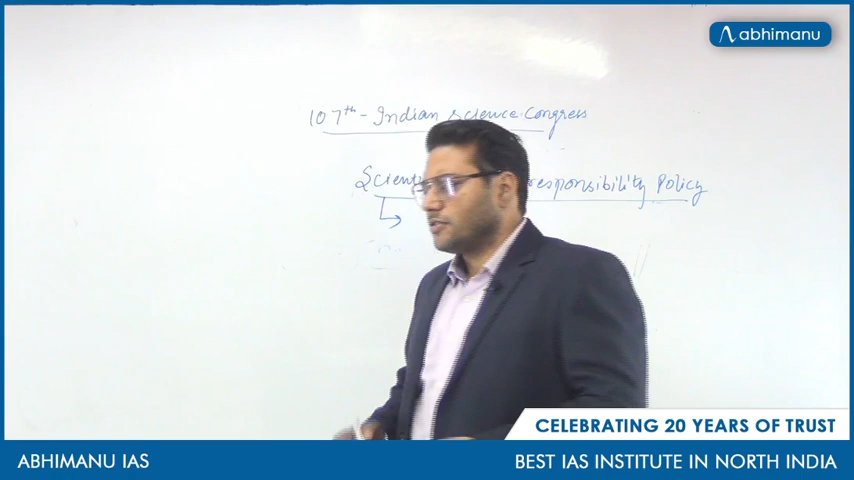 abhimanu
107th - Indian Science Congress
responsibility Policy
CELEBRATING 20 YEARS OF TRUST
ABHIMANU IAS
BEST IAS INSTITUTE IN NORTH INDIA